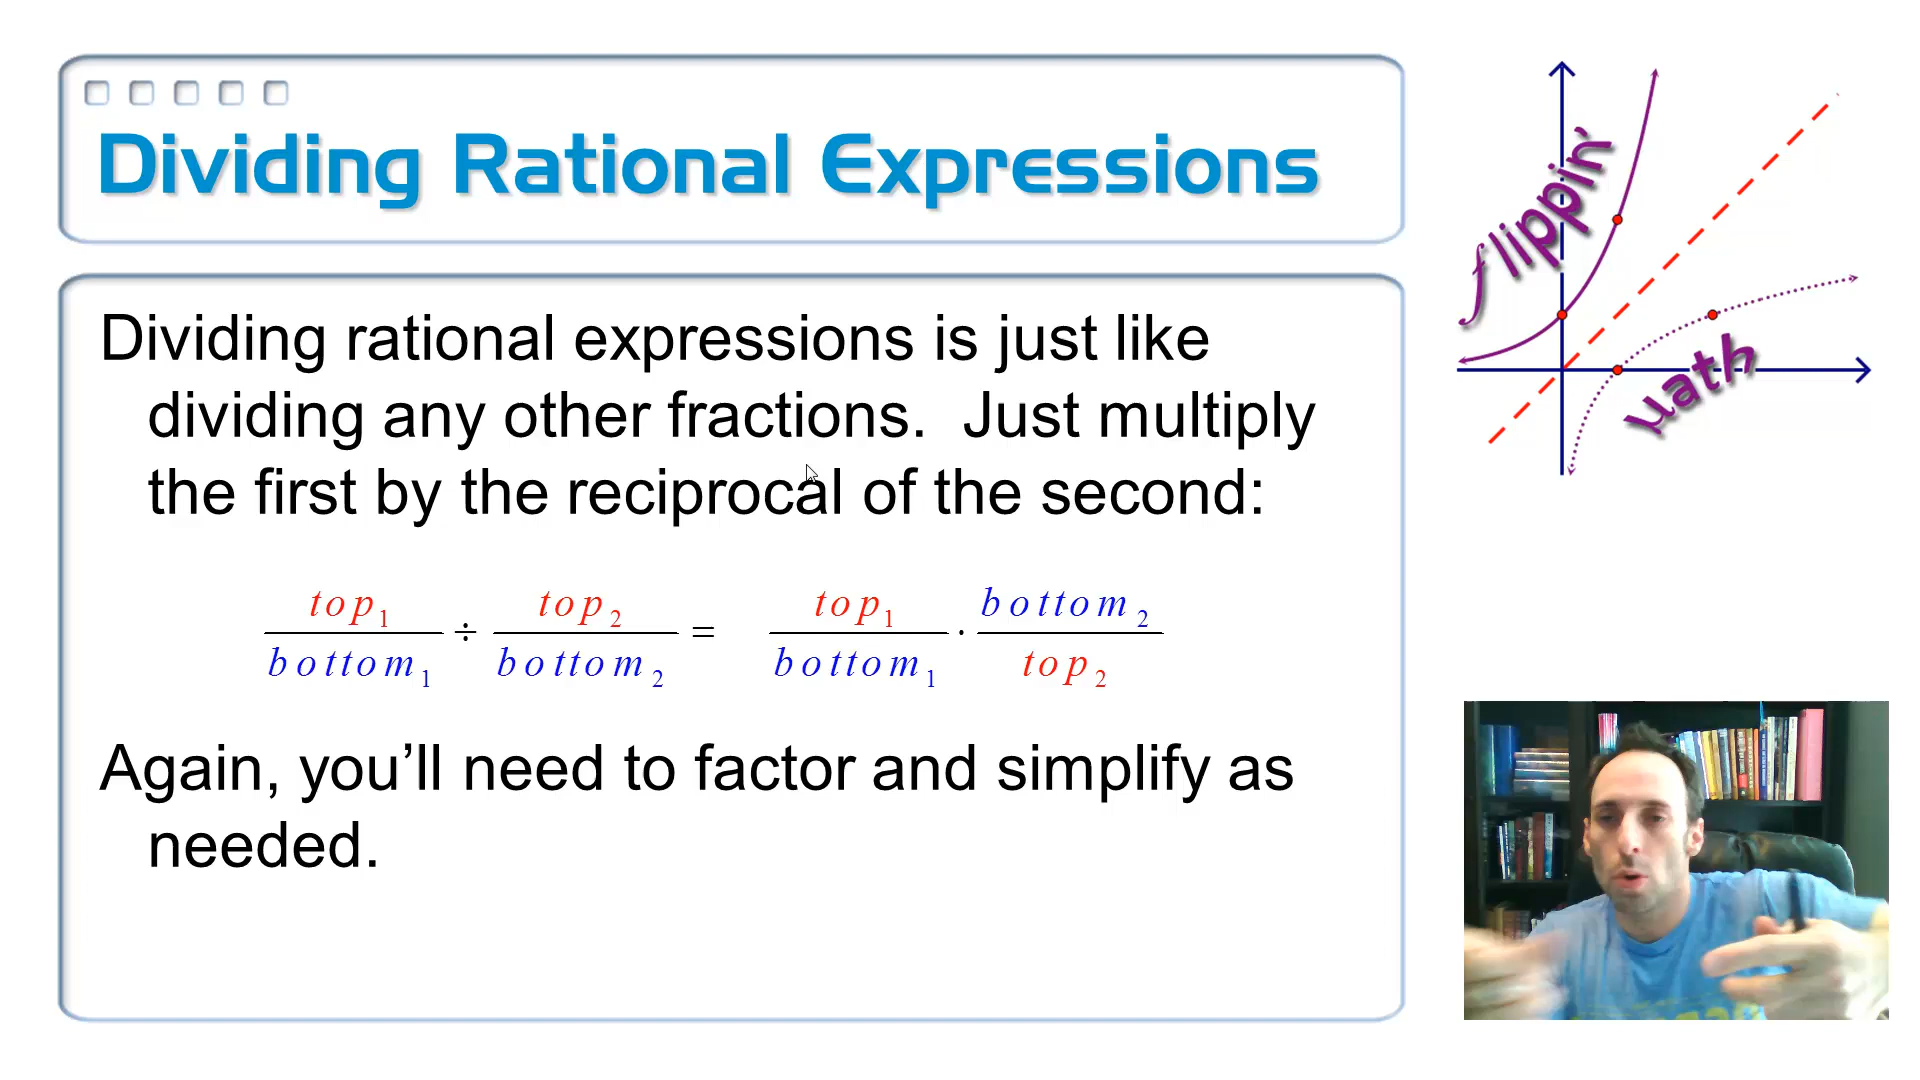 Dividing Rational Expressions
Dividing rational expressions is just like
dividing any other fractions.  Just multiply
the first by the reciprocal of the second:
top₁ / bottom₁ ÷ top₂ / bottom₂ = top₁ / bottom₁ · bottom₂ / top₂
Again, you’ll need to factor and simplify as
needed.
flippin'
μath